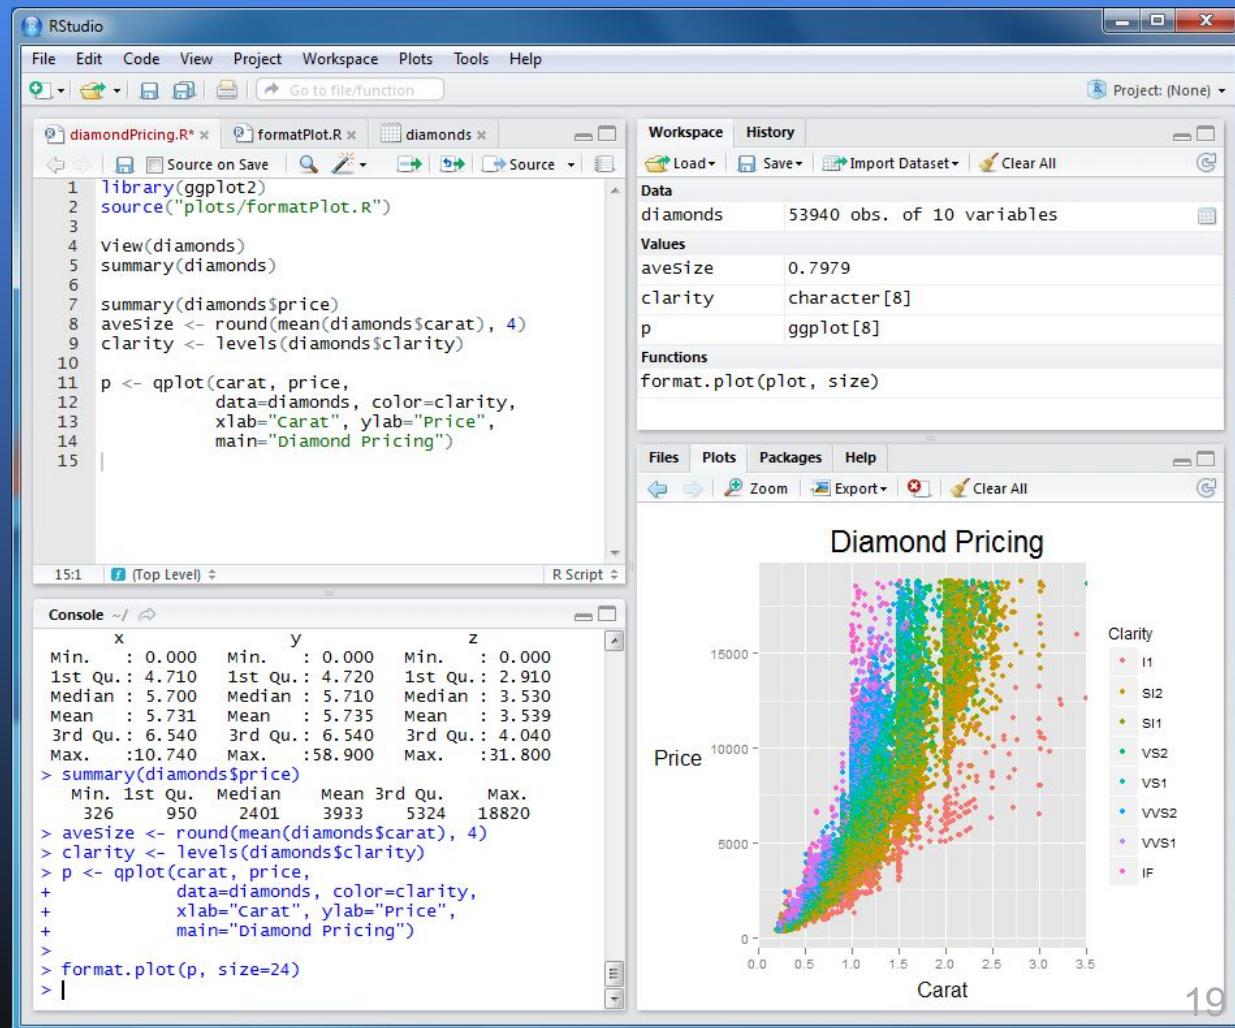 RStudio
File Edit Code View Project Workspace Plots Tools Help
Go to file/function
Project: (None)
diamondPricing.R* formatPlot.R diamonds
Source on Save Source
1 library(ggplot2)
2 source("plots/formatPlot.R")
3
4 View(diamonds)
5 summary(diamonds)
6
7 summary(diamonds$price)
8 aveSize <- round(mean(diamonds$carat), 4)
9 clarity <- levels(diamonds$clarity)
10
11 p <- qplot(carat, price,
12 data=diamonds, color=clarity,
13 xlab="Carat", ylab="Price",
14 main="Diamond Pricing")
15
15:1 (Top Level) R Script
Console ~/
x y z
Min. : 0.000 Min. : 0.000 Min. : 0.000
1st Qu.: 4.710 1st Qu.: 4.720 1st Qu.: 2.910
Median : 5.700 Median : 5.710 Median : 3.530
Mean : 5.731 Mean : 5.735 Mean : 3.539
3rd Qu.: 6.540 3rd Qu.: 6.540 3rd Qu.: 4.040
Max. :10.740 Max. :58.900 Max. :31.800
> summary(diamonds$price)
Min. 1st Qu. Median Mean 3rd Qu. Max.
326 950 2401 3933 5324 18820
> aveSize <- round(mean(diamonds$carat), 4)
> clarity <- levels(diamonds$clarity)
> p <- qplot(carat, price,
+ data=diamonds, color=clarity,
+ xlab="Carat", ylab="Price",
+ main="Diamond Pricing")
>
> format.plot(p, size=24)
>
Workspace History
Load Save Import Dataset Clear All
Data
diamonds 53940 obs. of 10 variables
Values
aveSize 0.7979
clarity character[8]
p ggplot[8]
Functions
format.plot(plot, size)
Files Plots Packages Help
Zoom Export Clear All
Diamond Pricing
Price
15000
10000
5000
0
0.0 0.5 1.0 1.5 2.0 2.5 3.0 3.5
Carat
Clarity
I1
SI2
SI1
VS2
VS1
VVS2
VVS1
IF
19